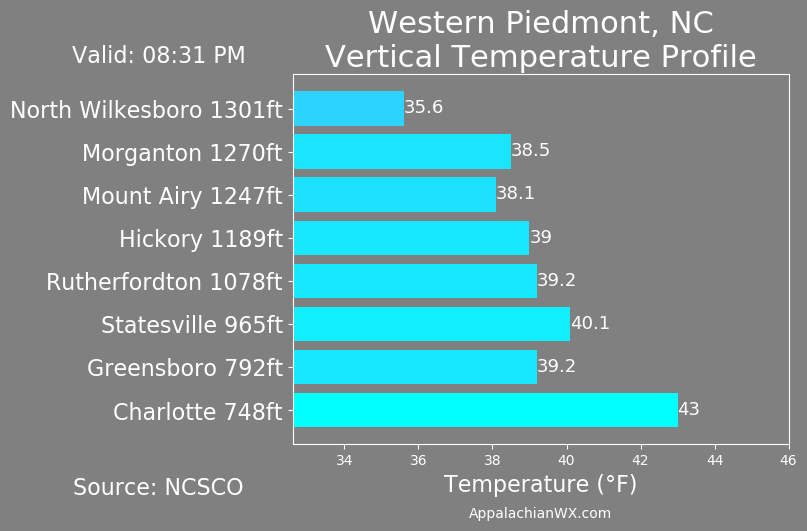 Western Piedmont, NC
Vertical Temperature Profile
Valid: 08:31 PM
North Wilkesboro 1301ft 35.6
Morganton 1270ft 38.5
Mount Airy 1247ft 38.1
Hickory 1189ft 39
Rutherfordton 1078ft 39.2
Statesville 965ft 40.1
Greensboro 792ft 39.2
Charlotte 748ft 43
34 36 38 40 42 44 46
Temperature (°F)
Source: NCSCO
AppalachianWX.com